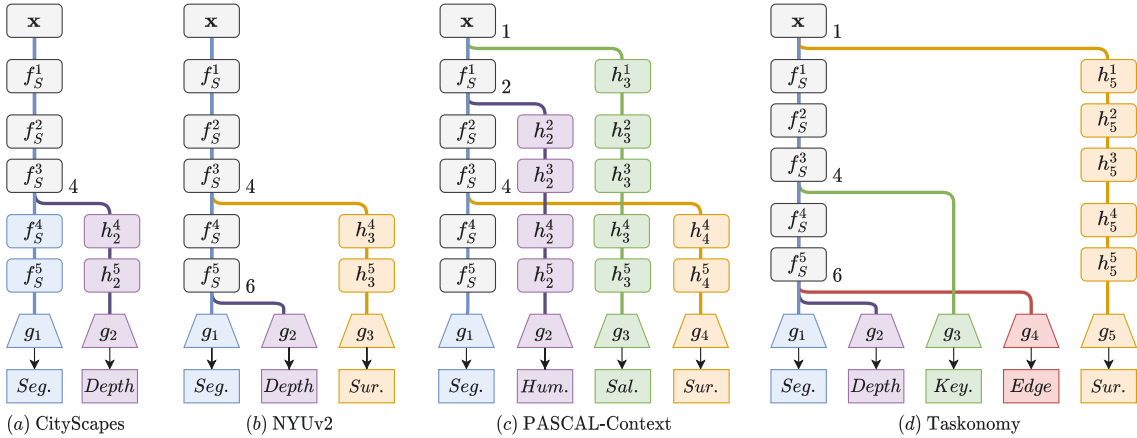 x x x x
1 1
f_S^1 f_S^1 f_S^1 h_3^1 f_S^1 h_5^1
2
f_S^2 f_S^2 f_S^2 h_2^2 h_3^2 f_S^2 h_5^2
f_S^3 f_S^3 f_S^3 h_2^3 h_3^3 f_S^3 h_5^3
4 4 4 4
f_S^4 h_2^4 f_S^4 h_3^4 f_S^4 h_2^4 h_3^4 h_4^4 f_S^4 h_5^4
f_S^5 h_2^5 f_S^5 h_3^5 f_S^5 h_2^5 h_3^5 h_4^5 f_S^5 h_5^5
6 6
g_1 g_2 g_1 g_2 g_3 g_1 g_2 g_3 g_4 g_1 g_2 g_3 g_4 g_5
Seg. Depth Seg. Depth Sur. Seg. Hum. Sal. Sur. Seg. Depth Key. Edge Sur.
(a) CityScapes (b) NYUv2 (c) PASCAL-Context (d) Taskonomy